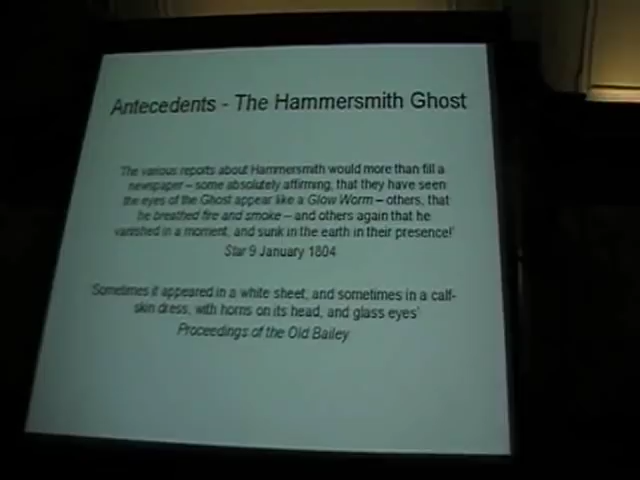 Antecedents - The Hammersmith Ghost
'The various reports about Hammersmith would more than fill a
newspaper – some absolutely affirming, that they have seen
the eyes of the Ghost appear like a Glow Worm – others, that
he breathed fire and smoke – and others again that he
vanished in a moment, and sunk in the earth in their presence!'
Star 9 January 1804
'Sometimes it appeared in a white sheet, and sometimes in a calf-
skin dress, with horns on its head, and glass eyes'
Proceedings of the Old Bailey